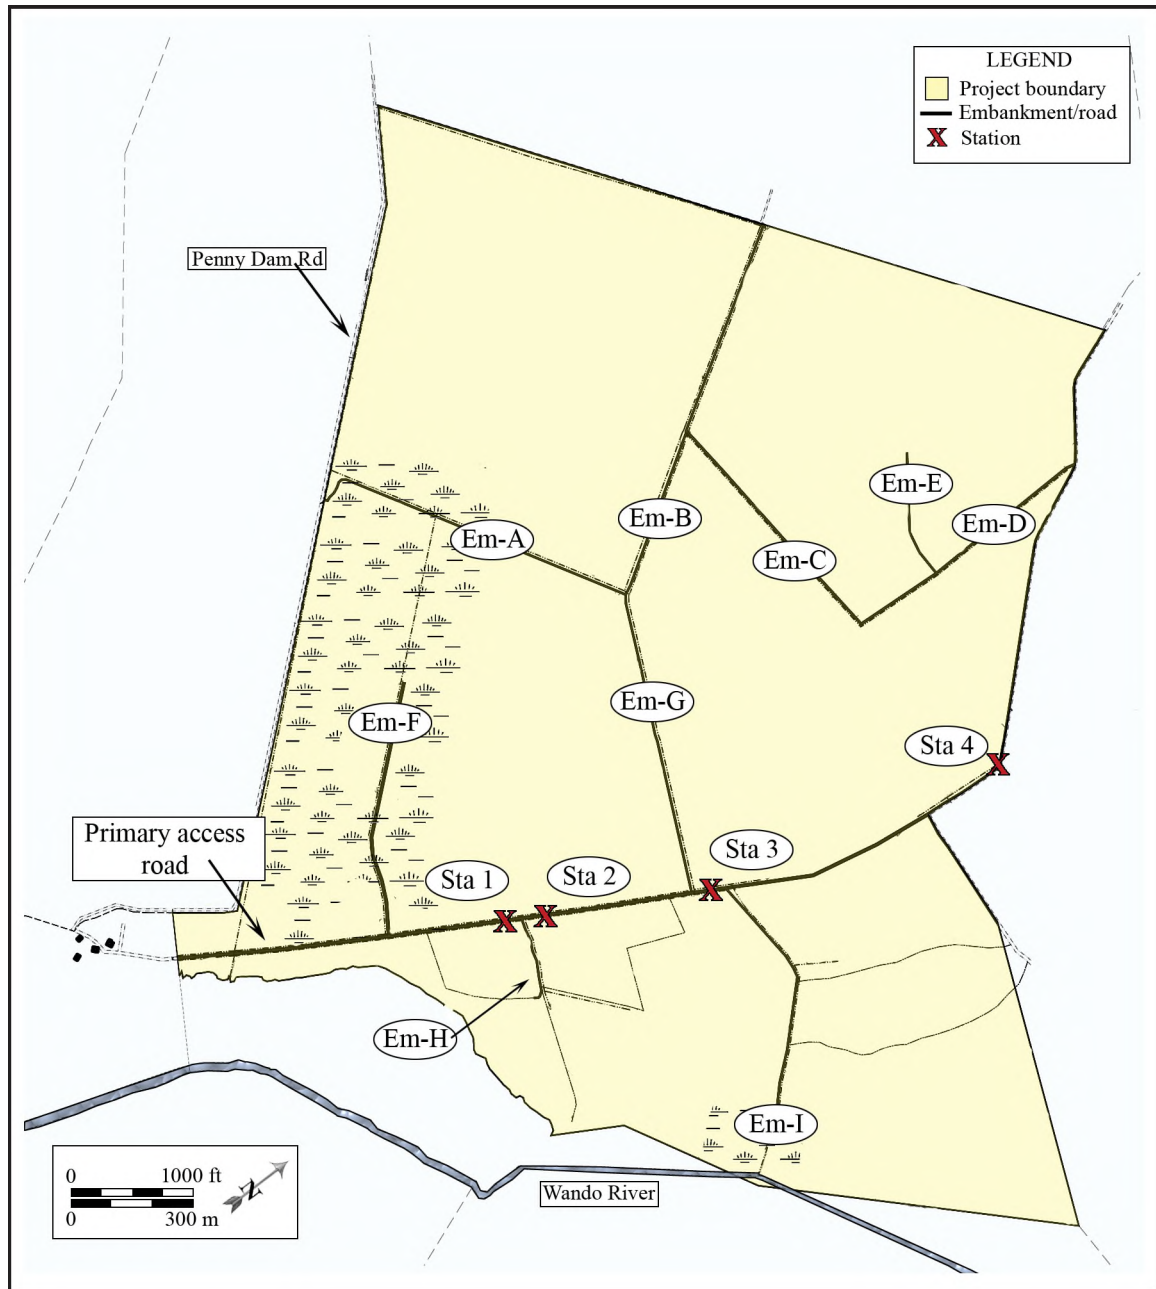 LEGEND
Project boundary
Embankment/road
X Station
Penny Dam Rd
Em-E
Em-B
Em-D
Em-A
Em-C
Em-G
Em-F
Sta 4
Primary access
road
Sta 3
Sta 1
Sta 2
Em-H
Em-I
0 1000 ft
0 300 m
N
Wando River